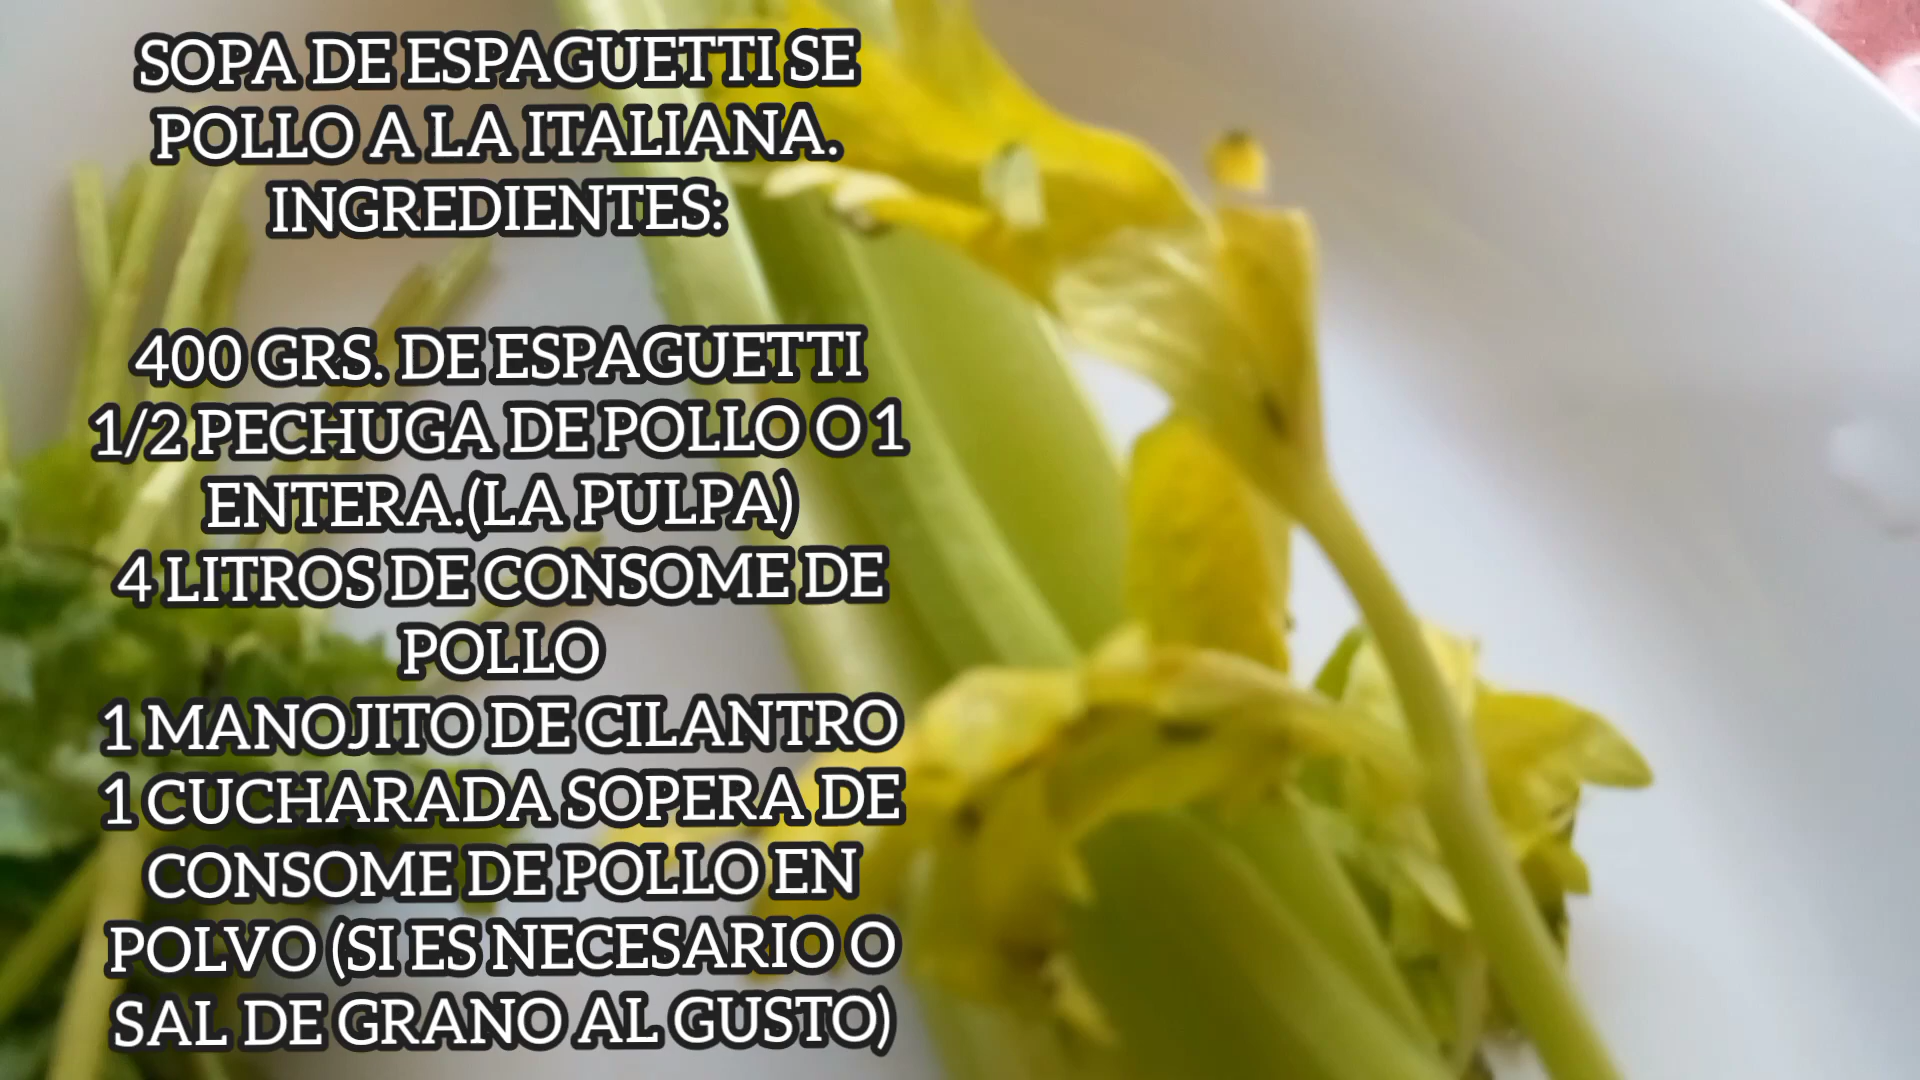 SOPA DE ESPAGUETTI SE
POLLO A LA ITALIANA.
INGREDIENTES:
400 GRS. DE ESPAGUETTI
1/2 PECHUGA DE POLLO O 1
ENTERA.(LA PULPA)
4 LITROS DE CONSOME DE
POLLO
1 MANOJITO DE CILANTRO
1 CUCHARADA SOPERA DE
CONSOME DE POLLO EN
POLVO (SI ES NECESARIO O
SAL DE GRANO AL GUSTO)